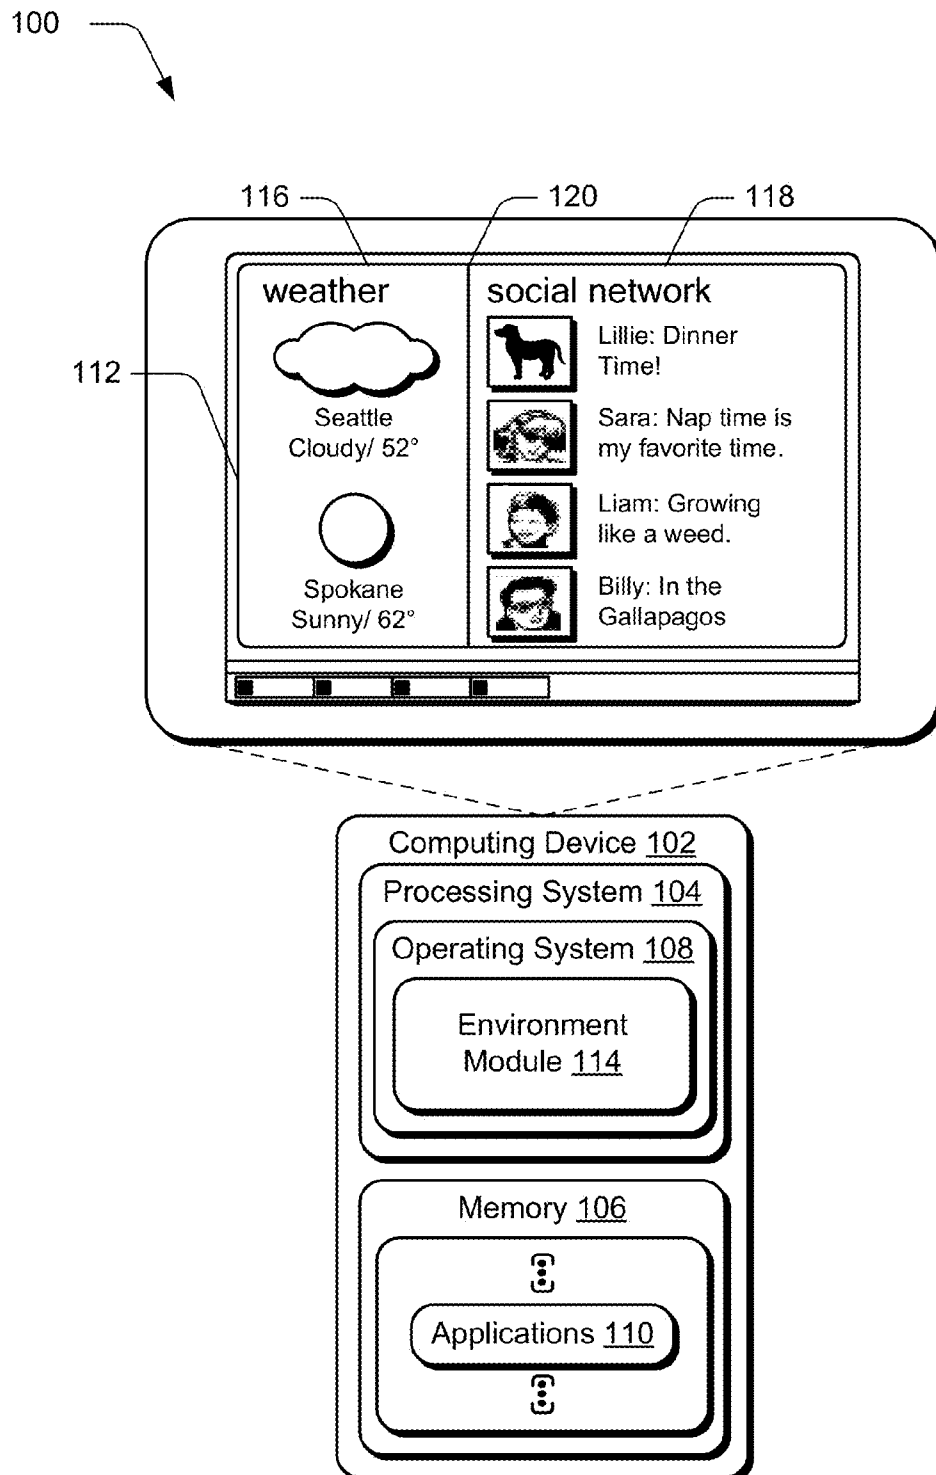 100
116
120
118
112
weather
Seattle
Cloudy/ 52°
Spokane
Sunny/ 62°
social network
Lillie: Dinner
Time!
Sara: Nap time is
my favorite time.
Liam: Growing
like a weed.
Billy: In the
Gallapagos
Computing Device 102
Processing System 104
Operating System 108
Environment
Module 114
Memory 106
Applications 110